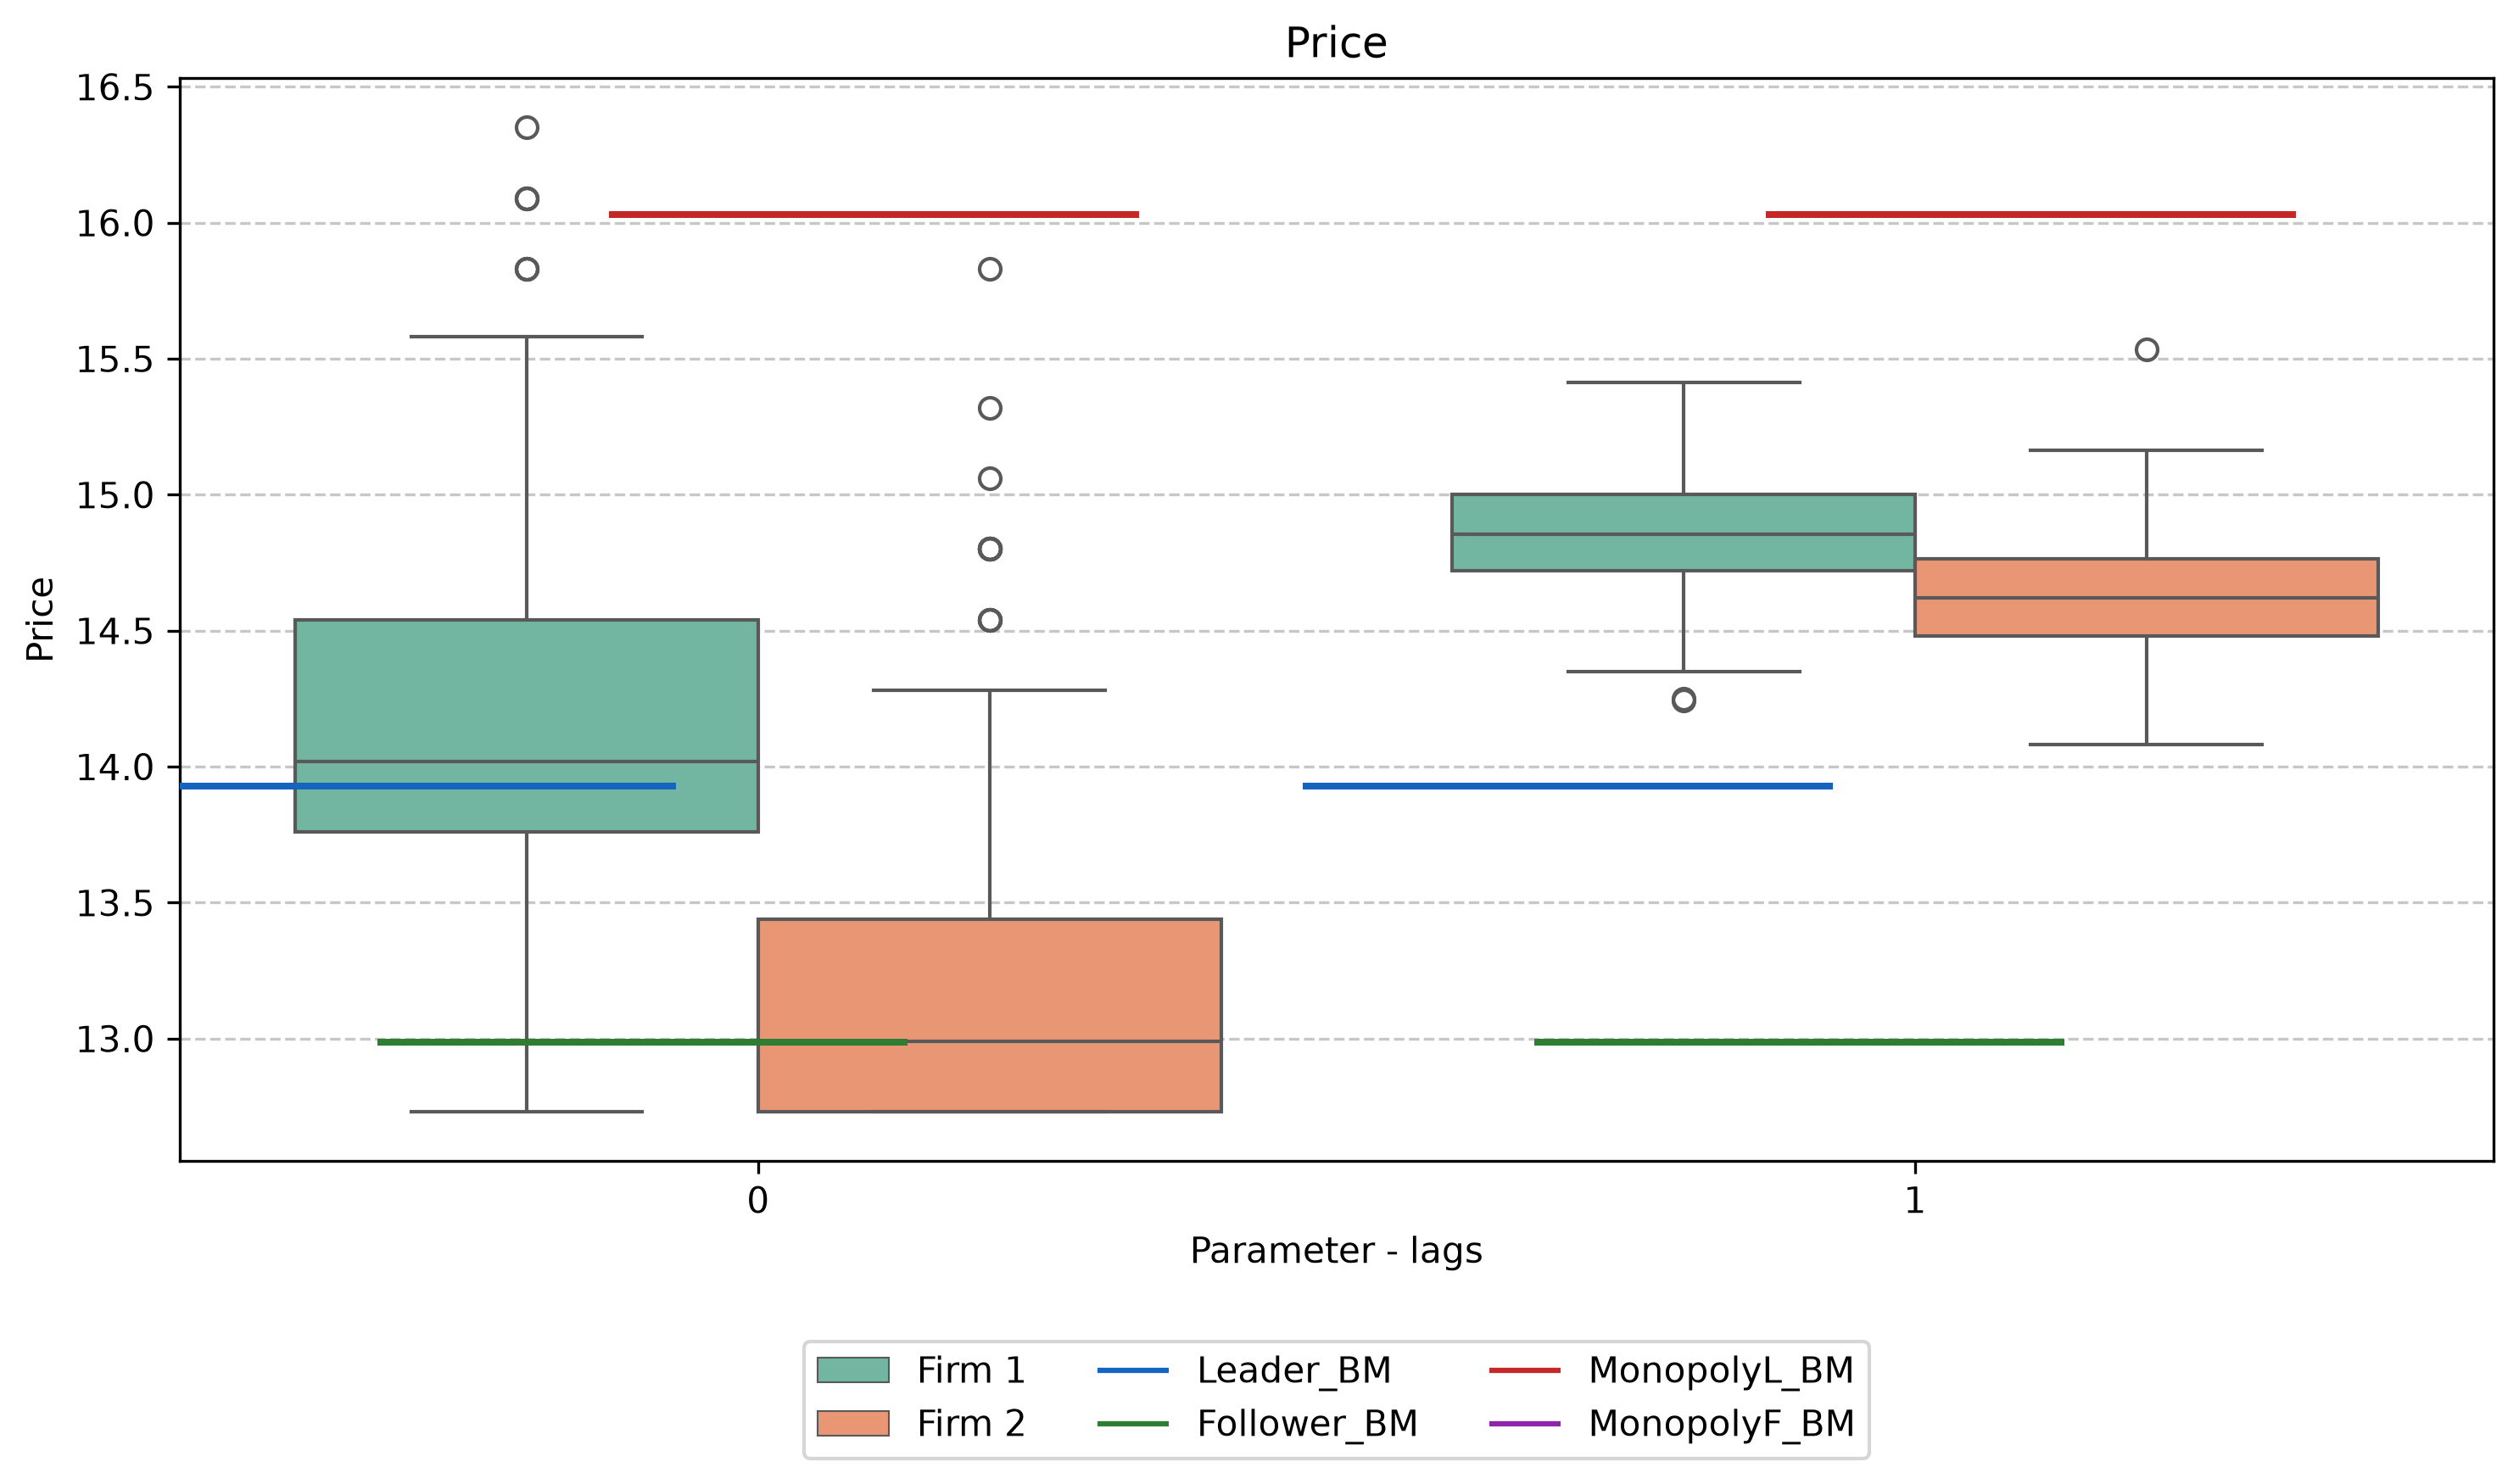 Price
16.5
16.0
15.5
15.0
14.5
14.0
13.5
13.0
Price
0
1
Parameter - lags
Firm 1
Leader_BM
MonopolyL_BM
Firm 2
Follower_BM
MonopolyF_BM